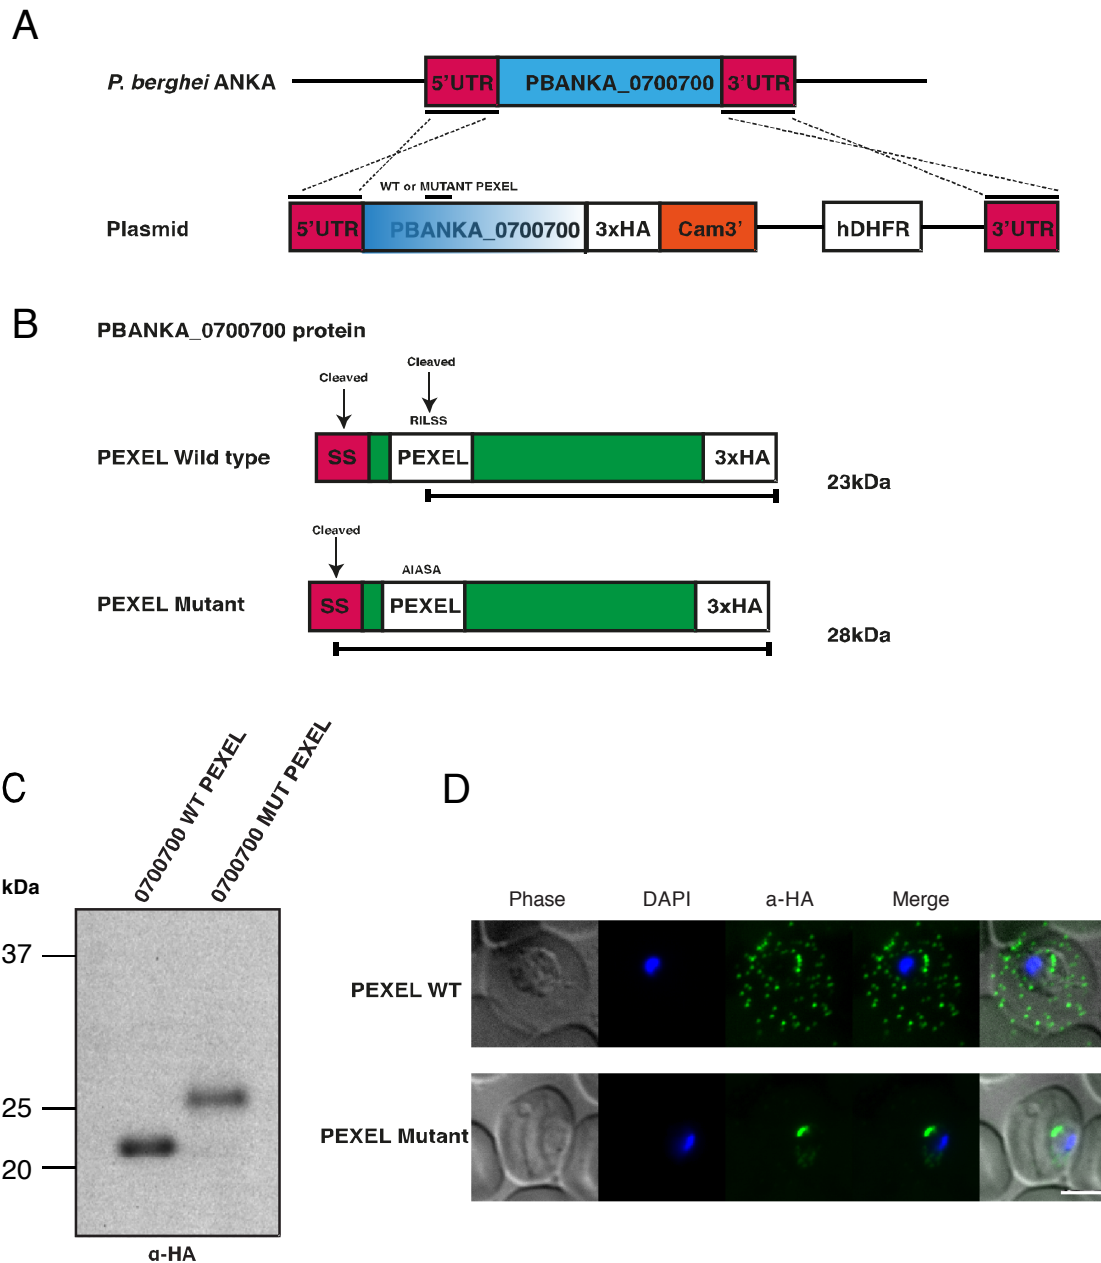 A
P. berghei ANKA
5'UTR
PBANKA_0700700
3'UTR
WT or MUTANT PEXEL
Plasmid
5'UTR
PBANKA_0700700
3xHA
Cam3'
hDHFR
3'UTR
B
PBANKA_0700700 protein
Cleaved
Cleaved
RILSS
PEXEL Wild type
SS
PEXEL
3xHA
23kDa
Cleaved
AIASA
PEXEL Mutant
SS
PEXEL
3xHA
28kDa
C
0700700 WT PEXEL
0700700 MUT PEXEL
kDa
37
25
20
α-HA
D
Phase
DAPI
a-HA
Merge
PEXEL WT
PEXEL Mutant